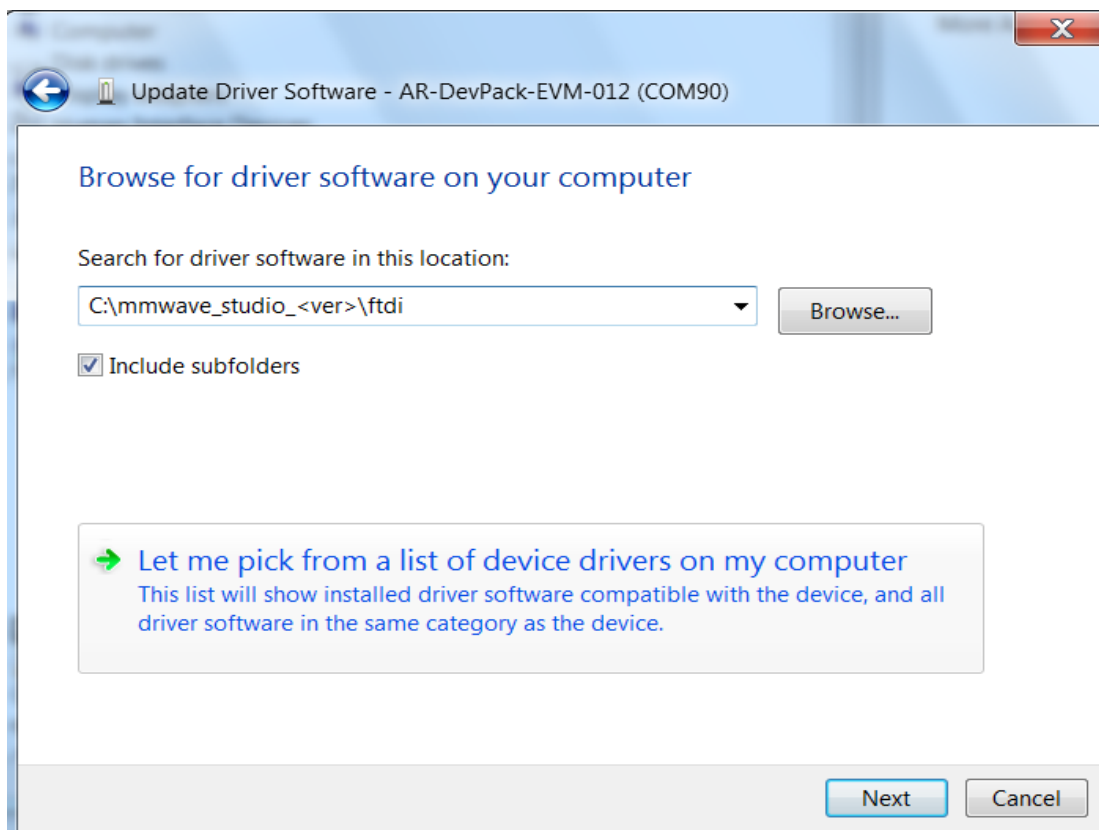 Computer
Update Driver Software - AR-DevPack-EVM-012 (COM90)
Browse for driver software on your computer
Search for driver software in this location:
C:\mmwave_studio_<ver>\ftdi
Browse...
Include subfolders
Let me pick from a list of device drivers on my computer
This list will show installed driver software compatible with the device, and all
driver software in the same category as the device.
Next
Cancel